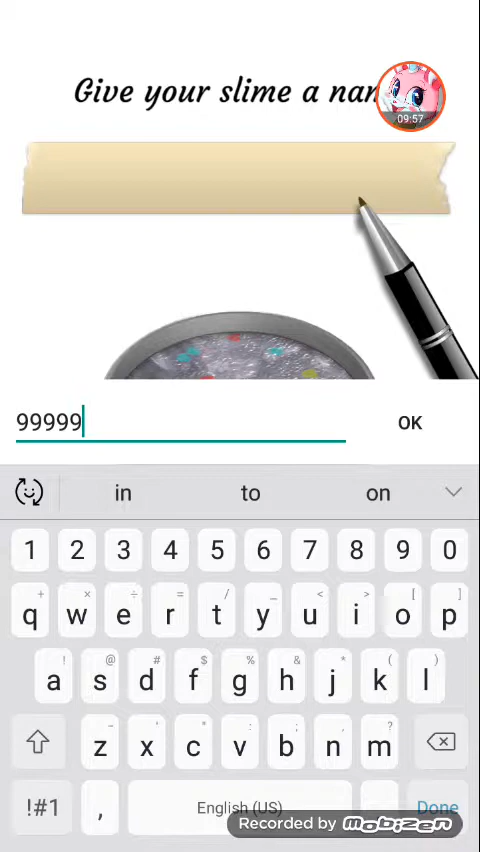 Give your slime a nam
09:57
99999
OK
in to on
1 2 3 4 5 6 7 8 9 0
+ × ÷ = / _ < > [ ]
q w e r t y u i o p
! @ # $ % & * ( )
a s d f g h j k l
- ' " : ; , ?
z x c v b n m
!#1 , English (US) Done
Recorded by mobizen